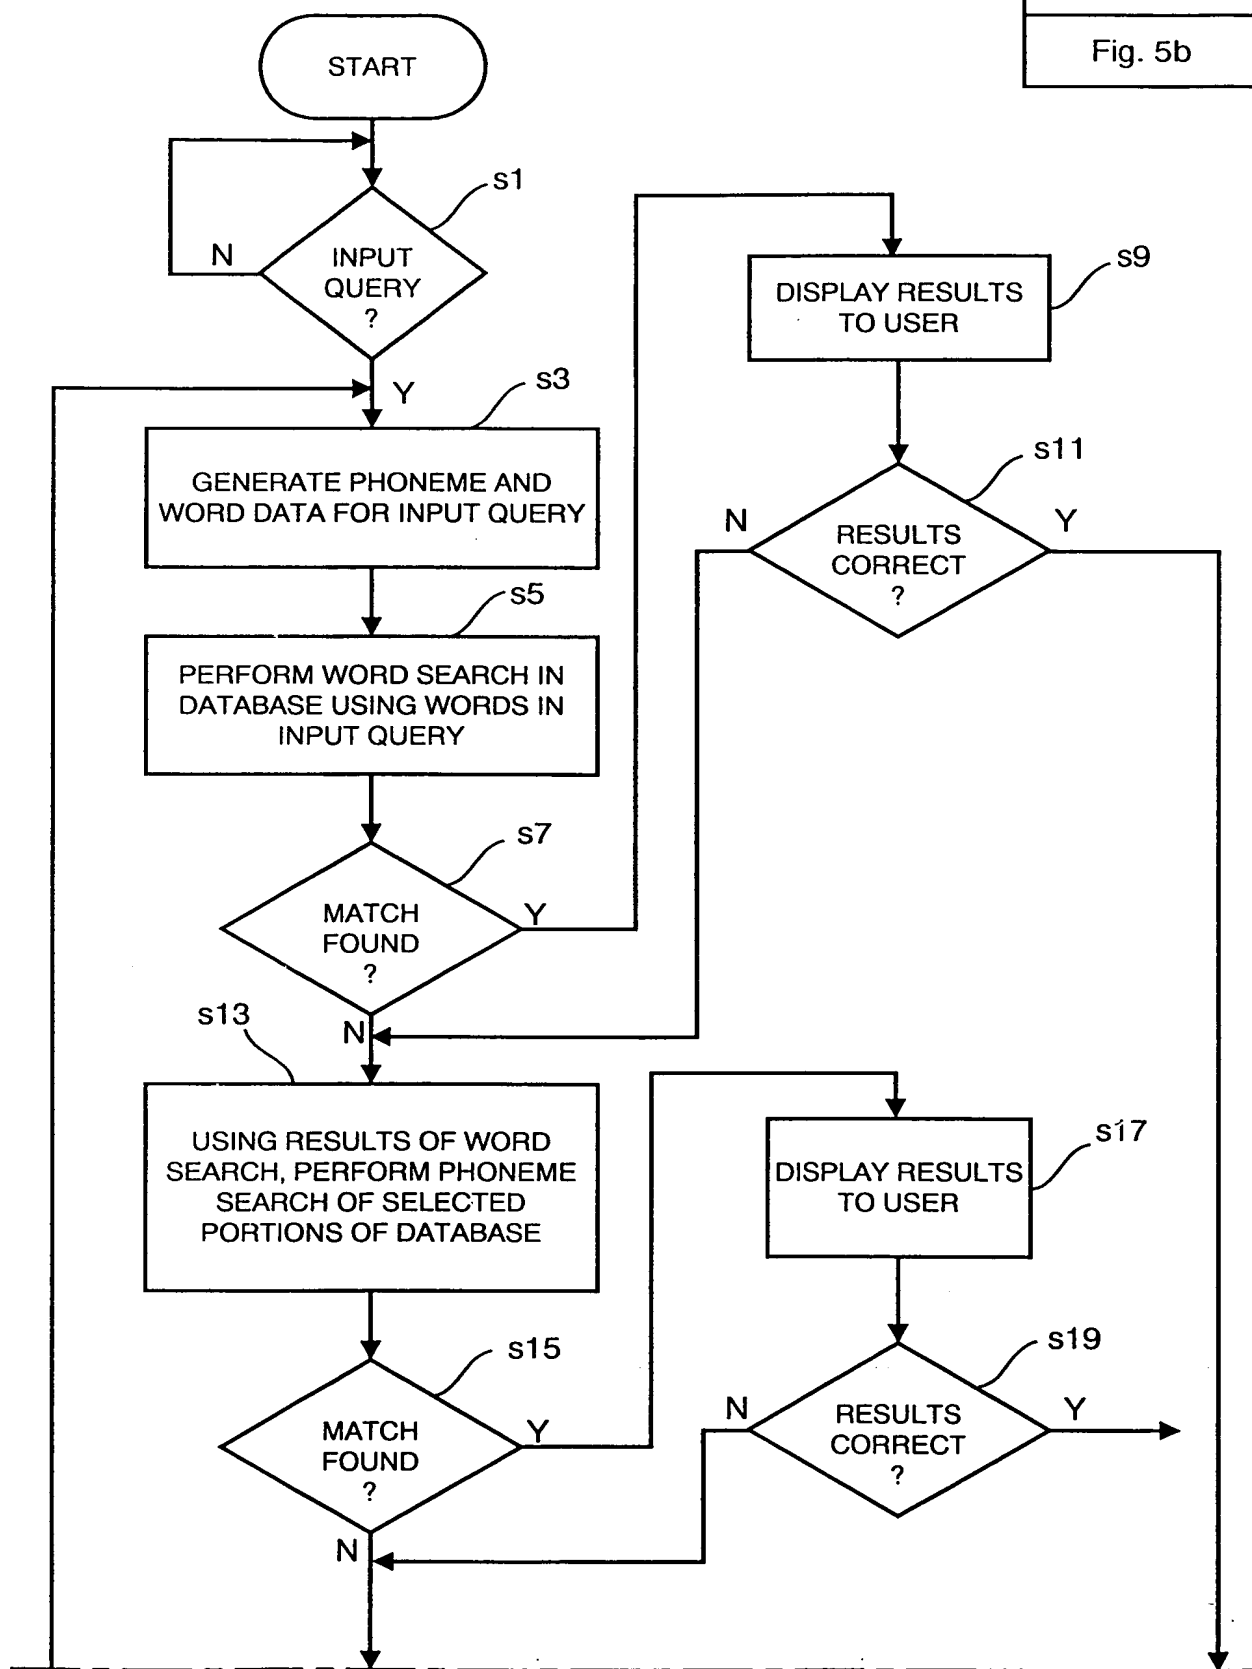 Fig. 5b
START
s1
N
INPUT
QUERY
?
Y
s3
GENERATE PHONEME AND
WORD DATA FOR INPUT QUERY
s5
PERFORM WORD SEARCH IN
DATABASE USING WORDS IN
INPUT QUERY
s7
MATCH
FOUND
?
Y
N
s9
DISPLAY RESULTS
TO USER
s11
N
Y
RESULTS
CORRECT
?
s13
USING RESULTS OF WORD
SEARCH, PERFORM PHONEME
SEARCH OF SELECTED
PORTIONS OF DATABASE
s15
MATCH
FOUND
?
Y
N
s17
DISPLAY RESULTS
TO USER
s19
N
Y
RESULTS
CORRECT
?